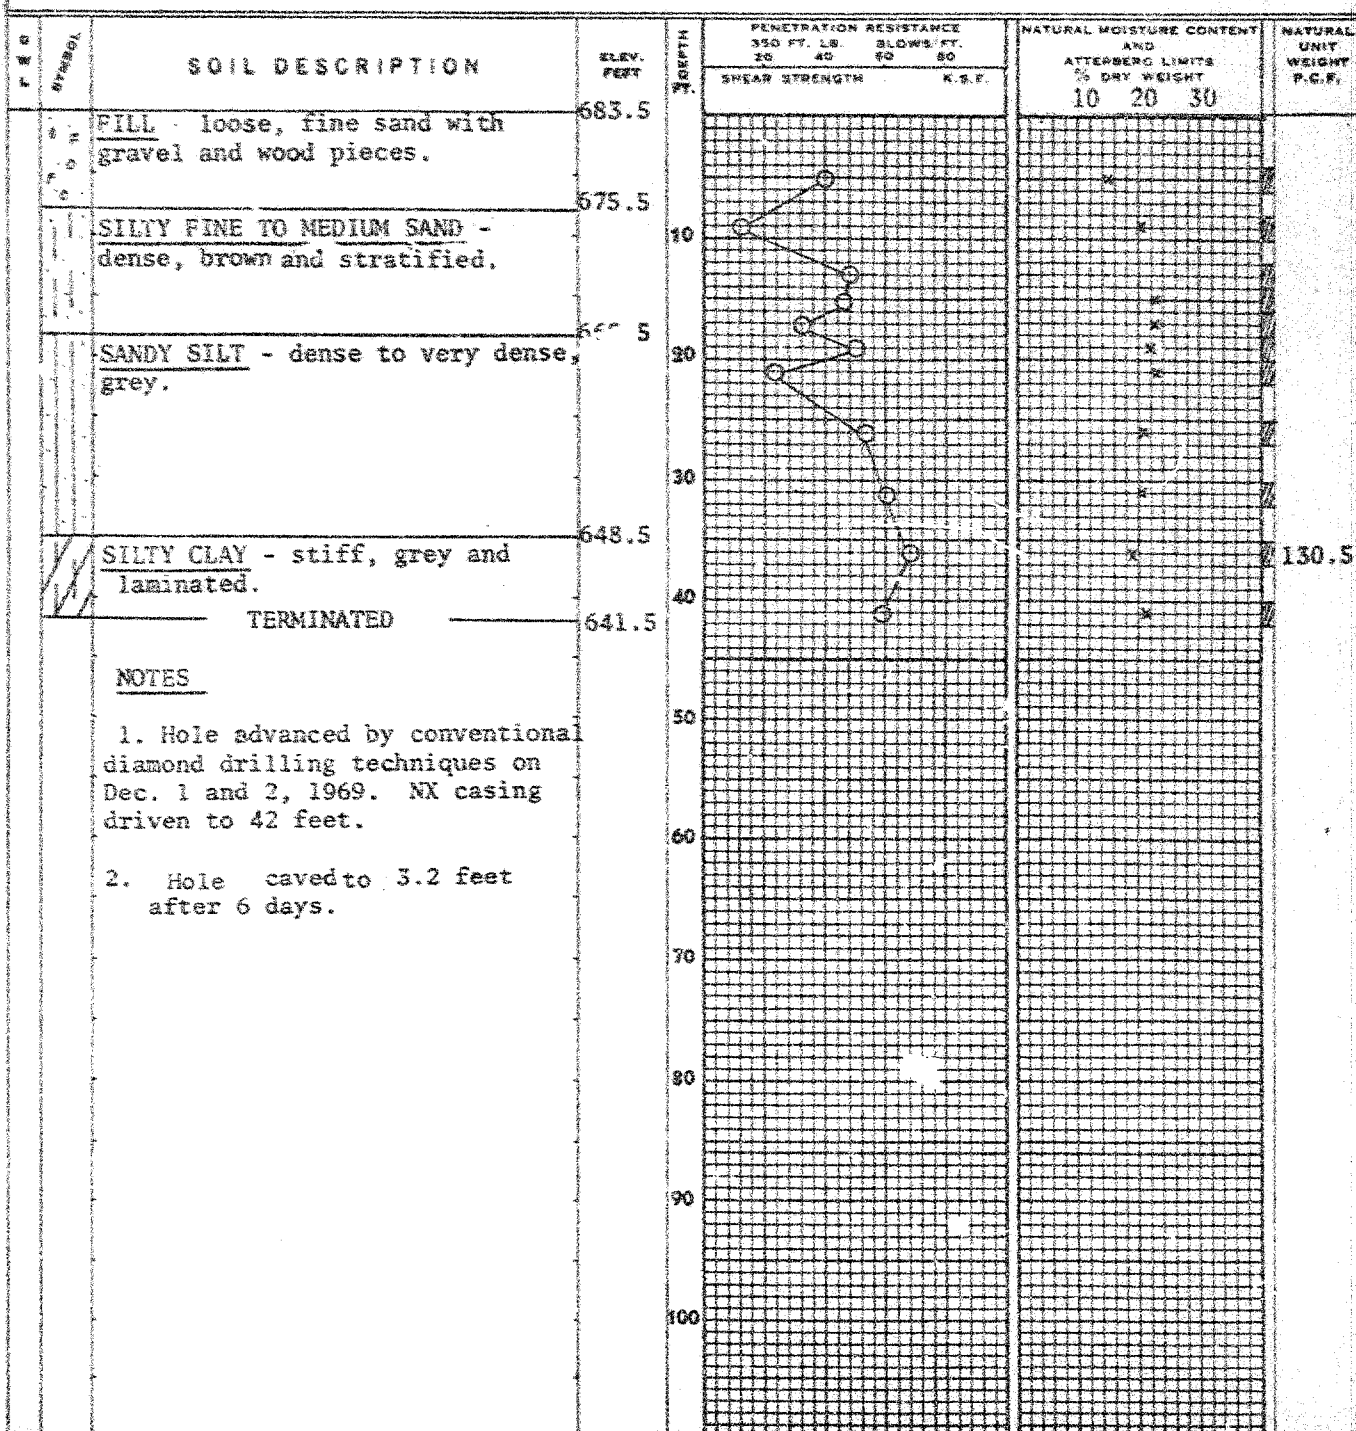 SYMBOL
SOIL DESCRIPTION
ELEV.
FEET
DEPTH
FT.
PENETRATION RESISTANCE
350 FT. LB. BLOWS/FT.
20 40 60 80
SHEAR STRENGTH K.S.F.
NATURAL MOISTURE CONTENT
AND
ATTERBERG LIMITS
% DRY WEIGHT
10 20 30
NATURAL
UNIT
WEIGHT
P.C.F.
683.5
FILL - loose, fine sand with
gravel and wood pieces.
675.5
SILTY FINE TO MEDIUM SAND -
dense, brown and stratified.
10
5
SANDY SILT - dense to very dense,
grey.
20
30
648.5
SILTY CLAY - stiff, grey and
laminated.
130.5
40
TERMINATED
641.5
NOTES
1. Hole advanced by conventional
diamond drilling techniques on
Dec. 1 and 2, 1969. NX casing
driven to 42 feet.
2. Hole caved to 3.2 feet
after 6 days.
50
60
70
80
90
100